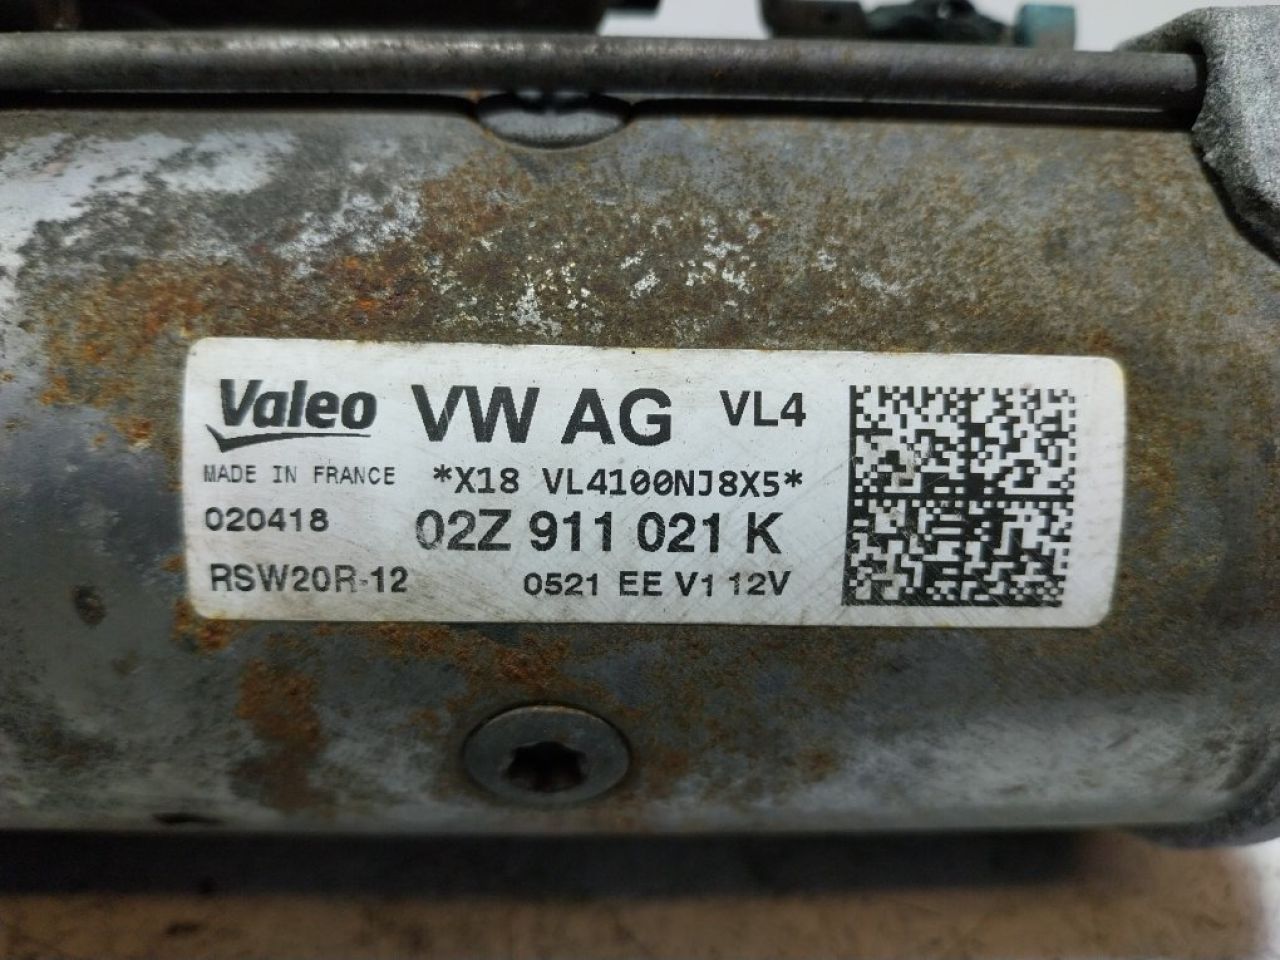 Valeo VW AG VL4
MADE IN FRANCE *X18 VL4100NJ8X5*
020418 02Z 911 021 K
RSW20R-12 0521 EE V1 12V